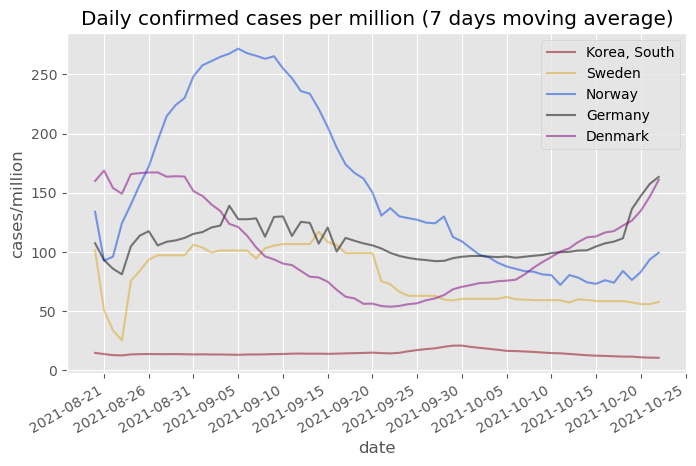 Daily confirmed cases per million (7 days moving average)
Korea, South
Sweden
Norway
Germany
Denmark
cases/million
250
200
150
100
50
0
2021-08-21
2021-08-26
2021-08-31
2021-09-05
2021-09-10
2021-09-15
2021-09-20
2021-09-25
2021-09-30
2021-10-05
2021-10-10
2021-10-15
2021-10-20
2021-10-25
date